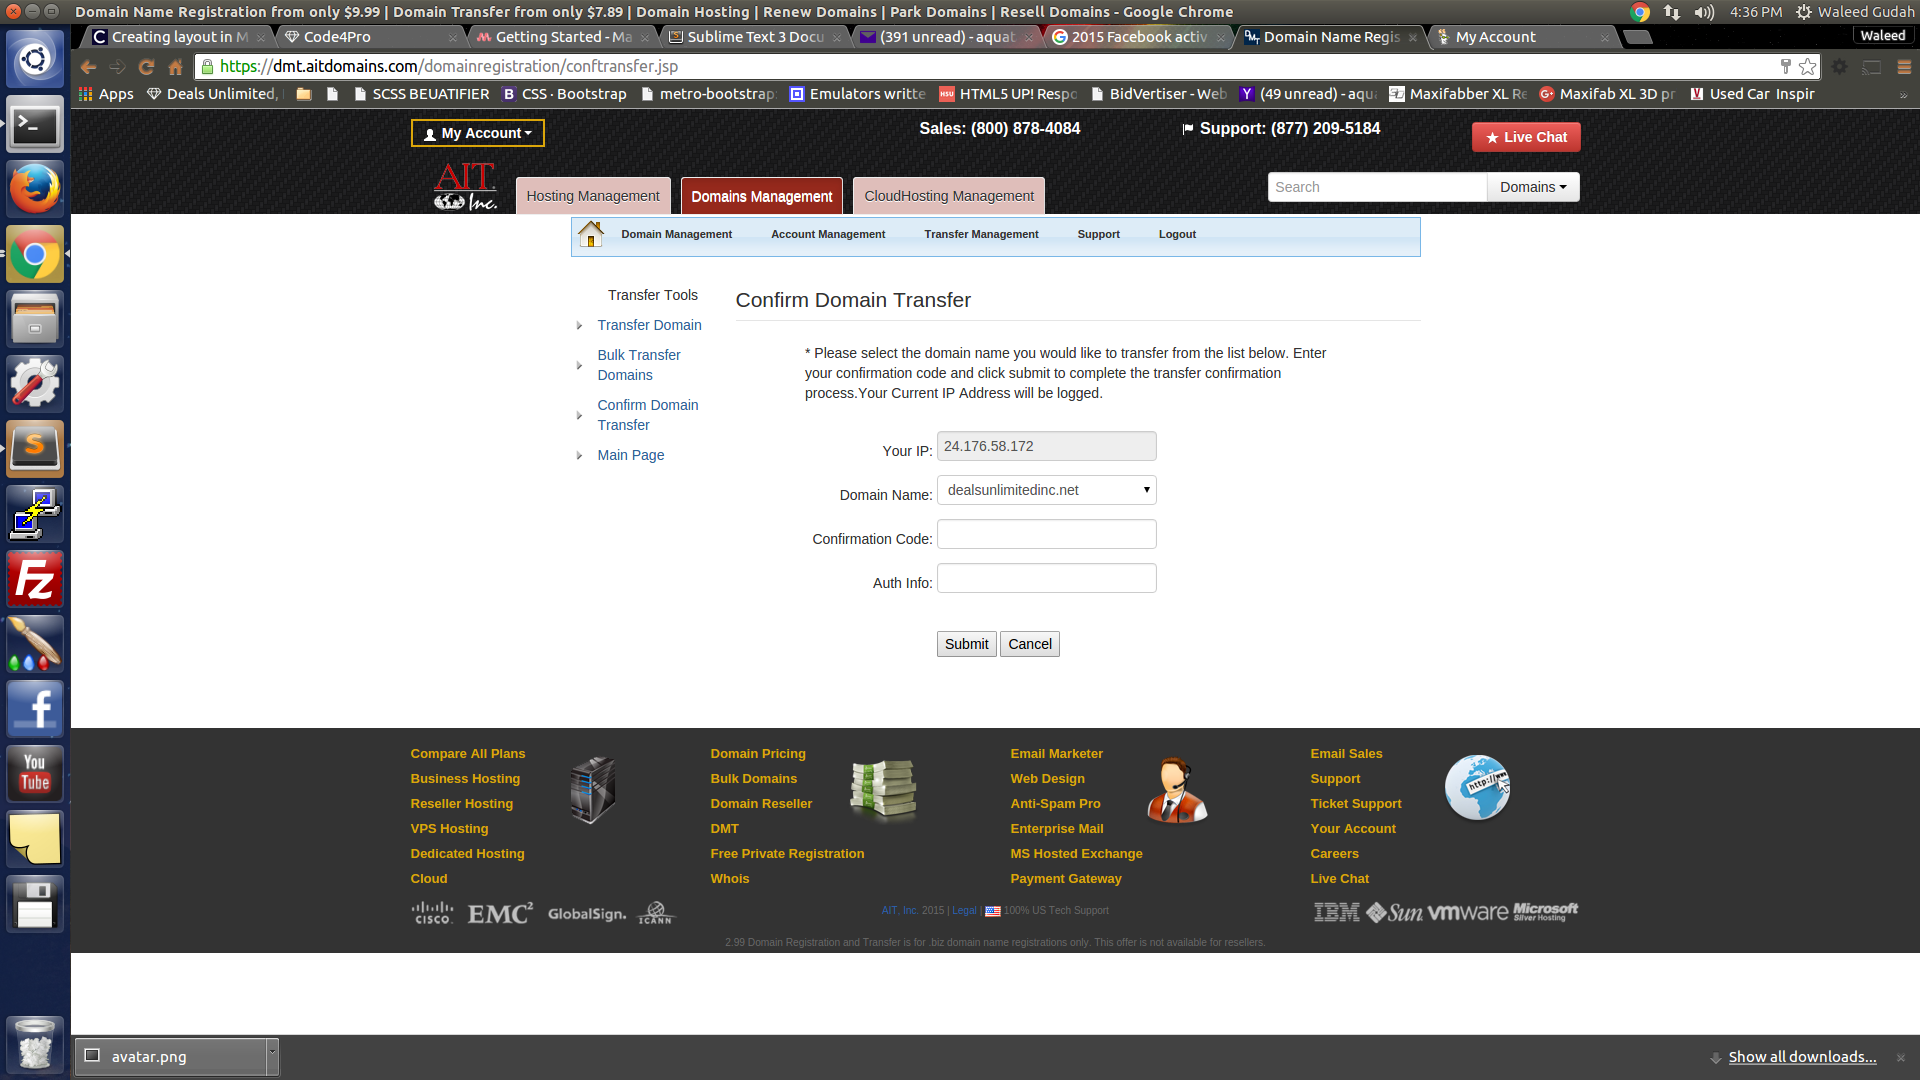 Domain Name Registration from only $9.99 | Domain Transfer from only $7.89 | Domain Hosting | Renew Domains | Park Domains | Resell Domains - Google Chrome
4:36 PM Waleed Gudah
Creating layout in M
Code4Pro
Getting Started - Ma
Sublime Text 3 Docu
(391 unread) - aquat
2015 Facebook activ
Domain Name Regis
My Account
Waleed
https://dmt.aitdomains.com/domainregistration/conftransfer.jsp
Apps
Deals Unlimited,
SCSS BEUATIFIER
B CSS · Bootstrap
metro-bootstrap
Emulators writte
HSU HTML5 UP! Respo
BidVertiser - Web
Y (49 unread) - aqua
Maxifabber XL Re
Maxifab XL 3D pr
Used Car Inspir
»
My Account
Sales: (800) 878-4084
Support: (877) 209-5184
Live Chat
AIT, Inc.
Hosting Management
Domains Management
CloudHosting Management
Search
Domains
Domain Management
Account Management
Transfer Management
Support
Logout
Transfer Tools
Transfer Domain
Bulk Transfer
Domains
Confirm Domain
Transfer
Main Page
Confirm Domain Transfer
* Please select the domain name you would like to transfer from the list below. Enter
your confirmation code and click submit to complete the transfer confirmation
process.Your Current IP Address will be logged.
Your IP: 24.176.58.172
Domain Name: dealsunlimitedinc.net
Confirmation Code:
Auth Info:
Submit Cancel
Compare All Plans
Business Hosting
Reseller Hosting
VPS Hosting
Dedicated Hosting
Cloud
Domain Pricing
Bulk Domains
Domain Reseller
DMT
Free Private Registration
Whois
Email Marketer
Web Design
Anti-Spam Pro
Enterprise Mail
MS Hosted Exchange
Payment Gateway
Email Sales
Support
Ticket Support
Your Account
Careers
Live Chat
http://ww
CISCO EMC² GlobalSign. ICANN
AIT, Inc. 2015 | Legal | 100% US Tech Support
IBM Sun vmware Microsoft
Silver Hosting
2.99 Domain Registration and Transfer is for .biz domain name registrations only. This offer is not available for resellers.
>_
S
Fz
f
You
Tube
avatar.png
Show all downloads...